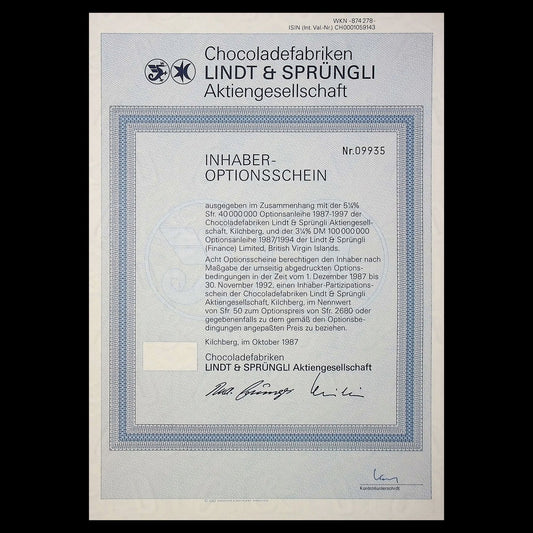 WKN -874 278-
ISIN (Int. Val.-Nr.) CH0001059143
Chocoladefabriken
LINDT & SPRÜNGLI
Aktiengesellschaft
Nr.09935
INHABER-
OPTIONSSCHEIN
ausgegeben im Zusammenhang mit der 5¼%
Sfr. 40 000 000 Optionsanleihe 1987-1997 der
Chocoladefabriken Lindt & Sprüngli Aktiengesell-
schaft, Kilchberg, und der 3¼% DM 100 000 000
Optionsanleihe 1987/1994 der Lindt & Sprüngli
(Finance) Limited, British Virgin Islands.
Acht Optionsscheine berechtigen den Inhaber nach
Maßgabe der umseitig abgedruckten Options-
bedingungen in der Zeit vom 1. Dezember 1987 bis
30. November 1992, einen Inhaber-Partizipations-
schein der Chocoladefabriken Lindt & Sprüngli
Aktiengesellschaft, Kilchberg, im Nennwert
von Sfr. 50 zum Optionspreis von Sfr. 2680 oder
gegebenenfalls zu dem gemäß den Optionsbe-
dingungen angepaßten Preis zu beziehen.
Kilchberg, im Oktober 1987
Chocoladefabriken
LINDT & SPRÜNGLI Aktiengesellschaft
Kontrollunterschrift